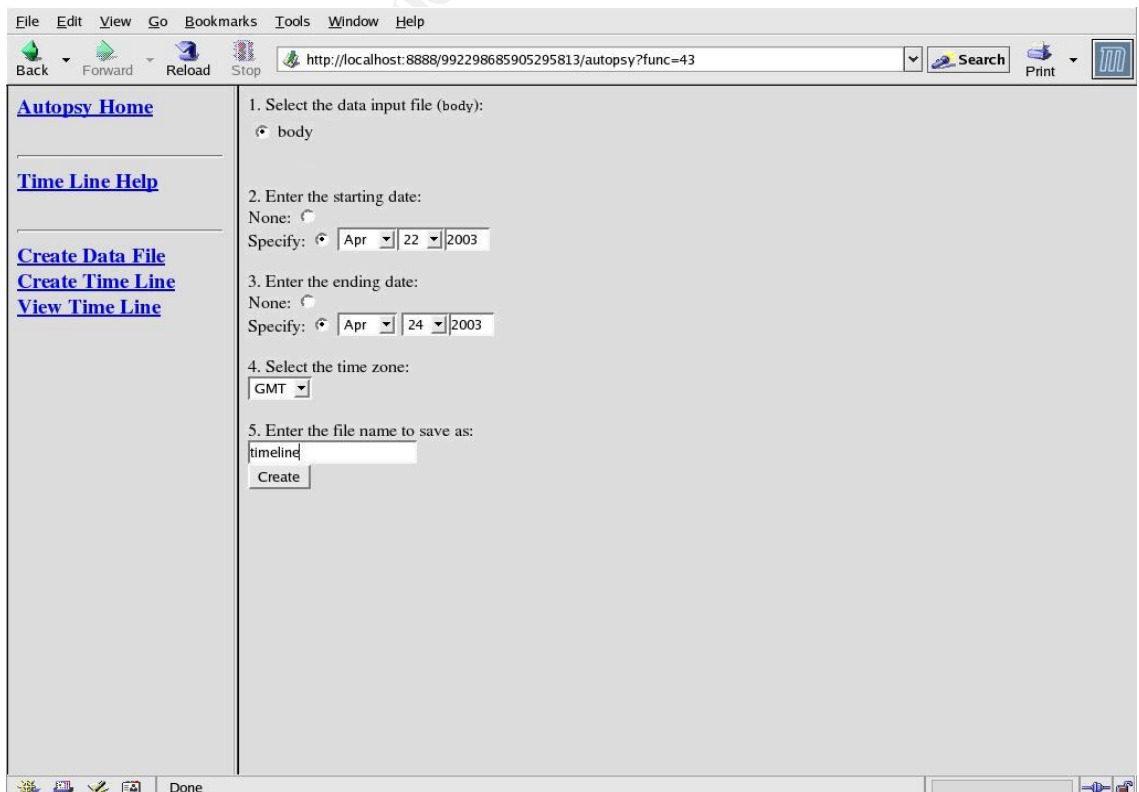 File Edit View Go Bookmarks Tools Window Help
Back Forward Reload Stop http://localhost:8888/992298685905295813/autopsy?func=43 Search Print
Autopsy Home
Time Line Help
Create Data File
Create Time Line
View Time Line
1. Select the data input file (body):
body
2. Enter the starting date:
None:
Specify: Apr 22 2003
3. Enter the ending date:
None:
Specify: Apr 24 2003
4. Select the time zone:
GMT
5. Enter the file name to save as:
timeline
Create
Done